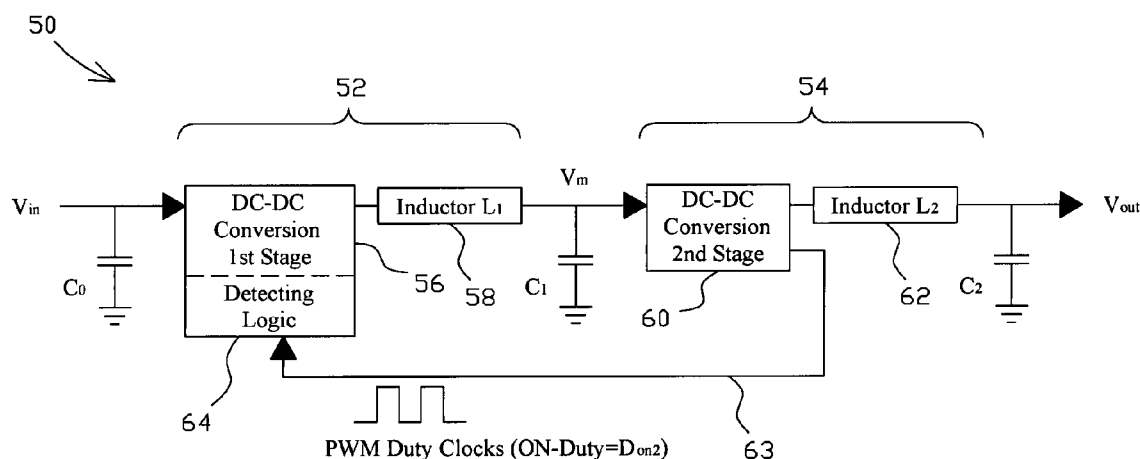 50
52
54
Vin
DC-DC
Conversion
1st Stage
Detecting
Logic
Inductor L1
Vm
DC-DC
Conversion
2nd Stage
Inductor L2
Vout
C0
56
58
C1
60
62
C2
64
63
PWM Duty Clocks (ON-Duty=Don2)